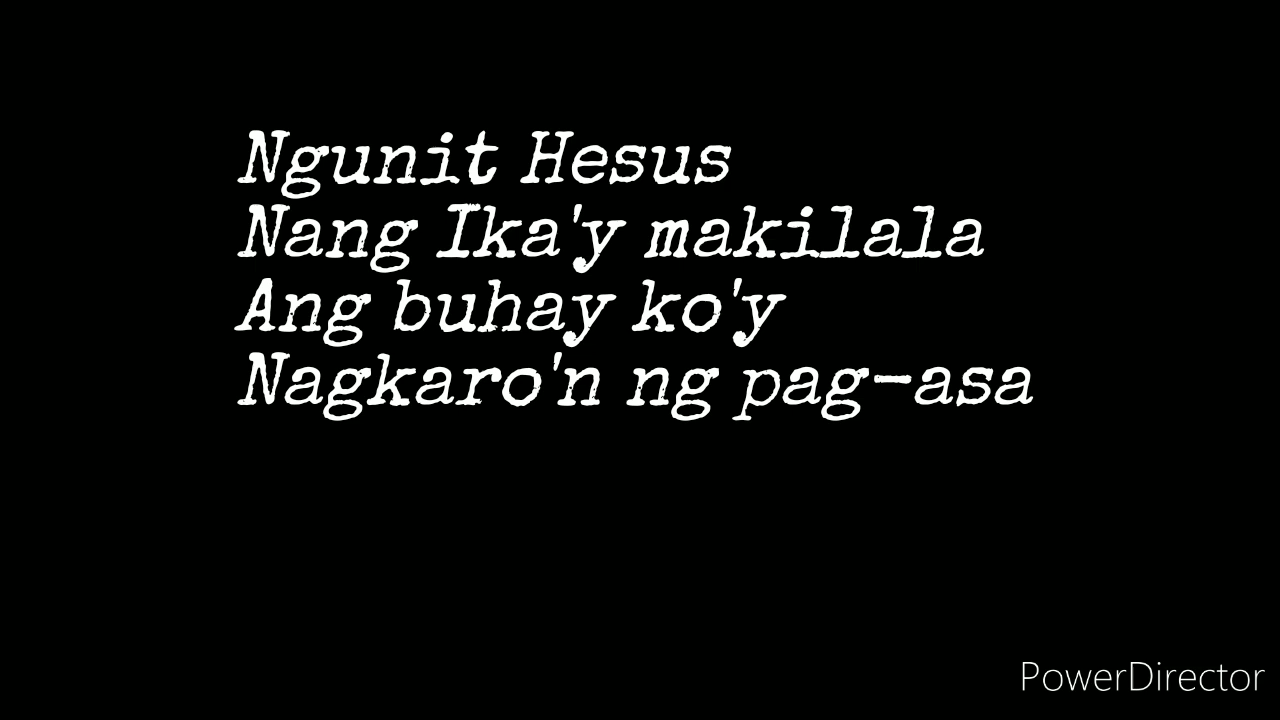 Ngunit Hesus
Nang Ika'y makilala
Ang buhay ko'y
Nagkaro'n ng pag-asa
PowerDirector